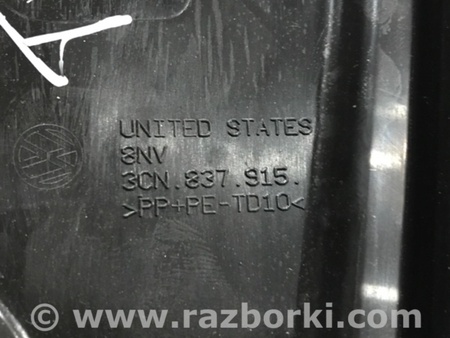 UNITED STATES
8NV
3CN.837.915.
>PP+PE-TD10<
© www.razborki.com